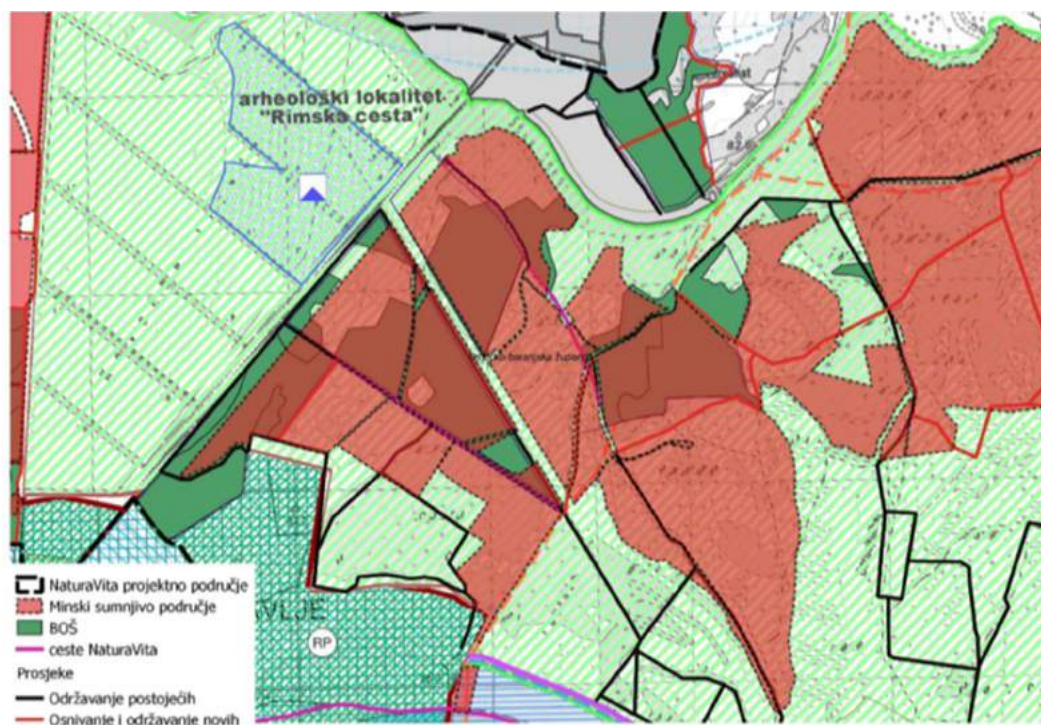 arheološki lokalitet
"Rimska cesta"
NaturaVita projektno područje
Minski sumnjivo područje
BOŠ
ceste NaturaVita
Prosjeke
Održavanje postojećih
Osnivanje i održavanje novih
RP